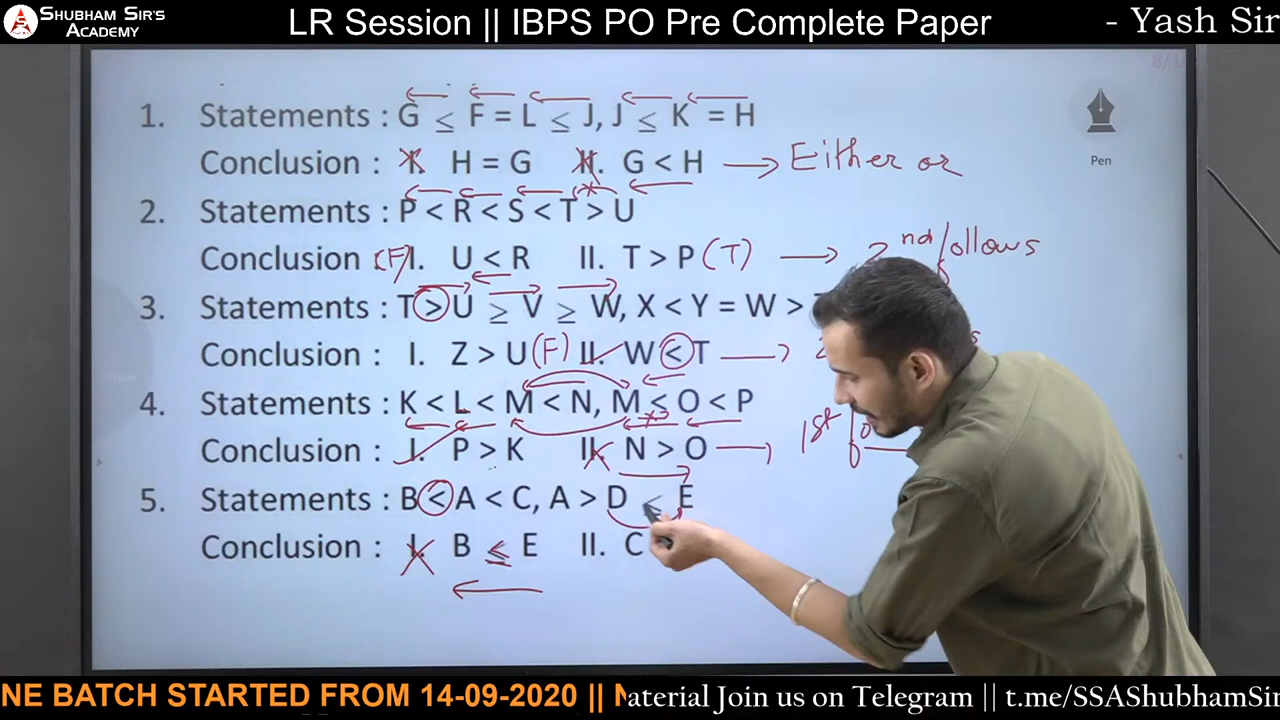 SHUBHAM SIR'S
ACADEMY
LR Session || IBPS PO Pre Complete Paper
- Yash Sir
1. Statements : G ≤ F = L ≤ J, J ≤ K = H
Conclusion : I. H = G II. G < H → Either or
2. Statements : P < R < S < T > U
Conclusion (F) I. U < R II. T > P (T) → 2nd follows
3. Statements : T > U ≥ V ≥ W, X < Y = W >
Conclusion : I. Z > U (F) II. W < T → 2
4. Statements : K < L < M < N, M < O < P
Conclusion : I. P > K II. N > O → 1st
5. Statements : B < A < C, A > D < E
Conclusion : I. B ≤ E II. C
Pen
NE BATCH STARTED FROM 14-09-2020 ||
aterial Join us on Telegram || t.me/SSAShubhamSir